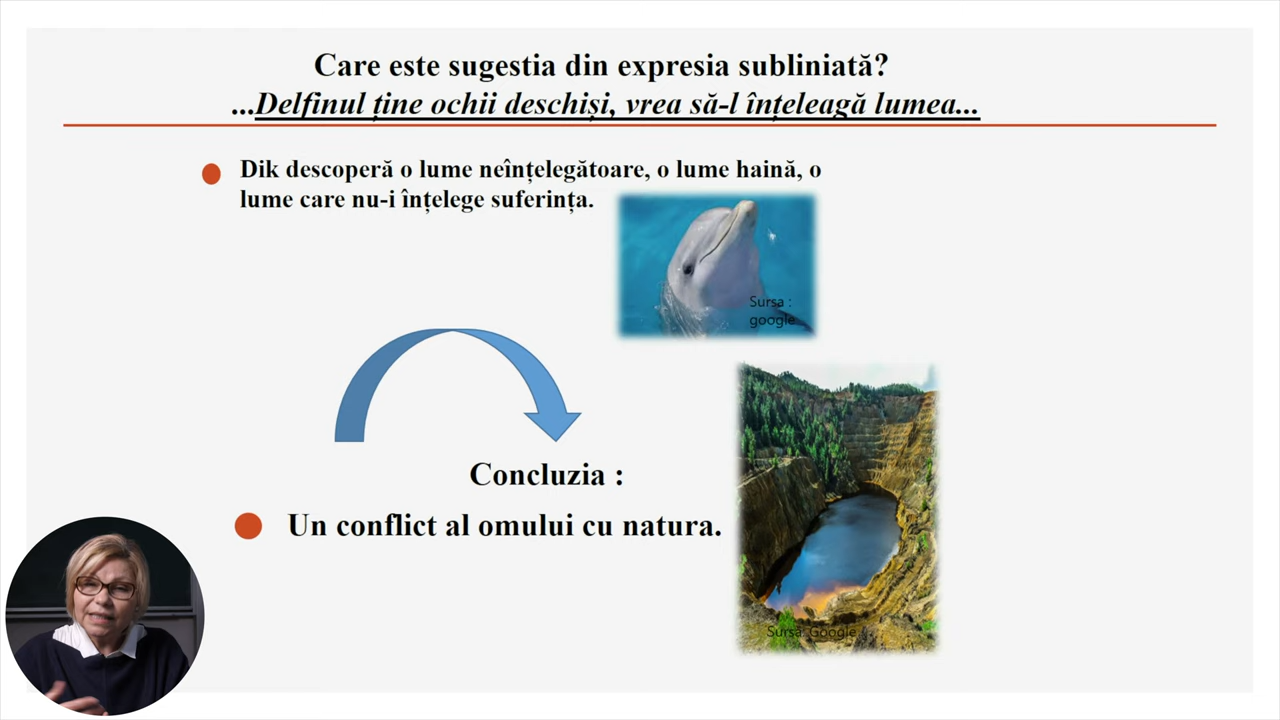 Care este sugestia din expresia subliniată?
...Delfinul ține ochii deschiși, vrea să-l înțeleagă lumea...
Dik descoperă o lume neînțelegătoare, o lume haină, o
lume care nu-i înțelege suferința.
Sursa :
google
Concluzia :
Un conflict al omului cu natura.
Sursa: Google